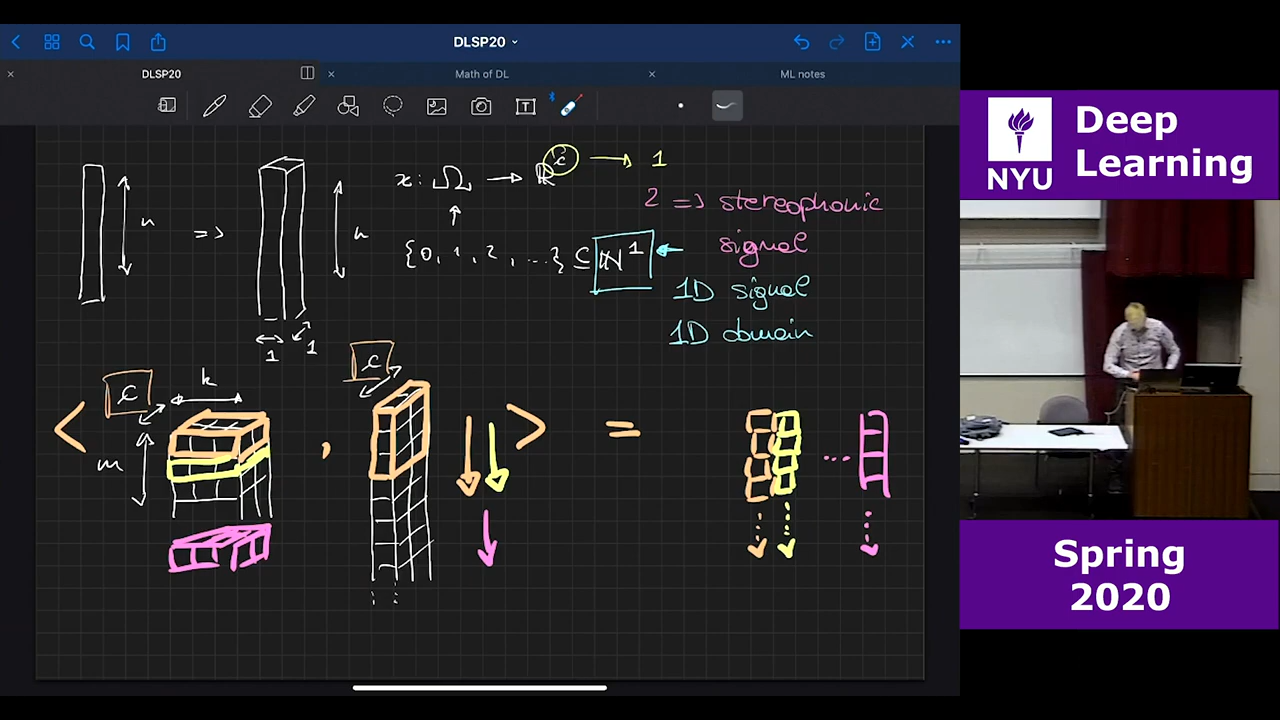 DLSP20
DLSP20
Math of DL
ML notes
n
=>
n
1
1
x: Ω → ℝ^c → 1
{0, 1, 2, ...} ⊆ ℕ^1
2 => stereophonic
signal
1D signal
1D domain
< c k m , c > = ...
NYU
Deep
Learning
Spring
2020